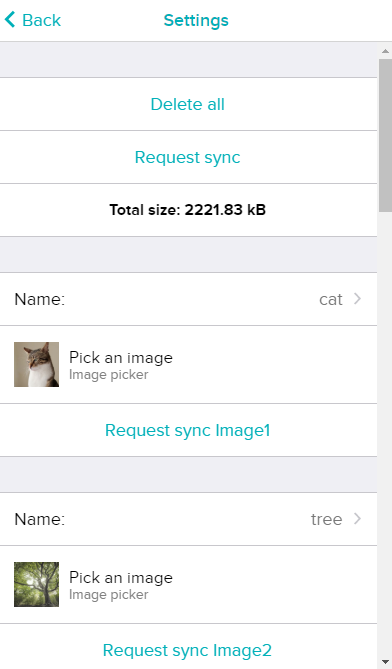 Back
Settings
Delete all
Request sync
Total size: 2221.83 kB
Name:
cat
Pick an image
Image picker
Request sync Image1
Name:
tree
Pick an image
Image picker
Request sync Image2